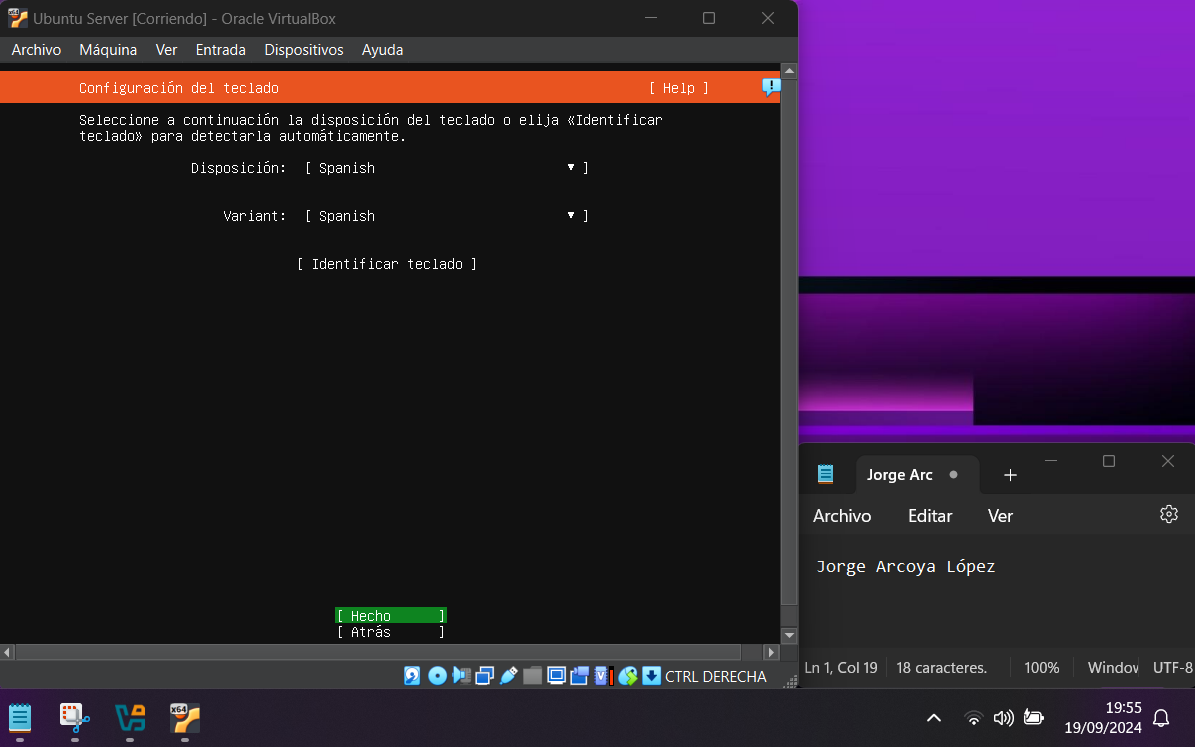 Ubuntu Server [Corriendo] - Oracle VirtualBox
Archivo Máquina Ver Entrada Dispositivos Ayuda
Configuración del teclado [ Help ]
Seleccione a continuación la disposición del teclado o elija «Identificar
teclado» para detectarla automáticamente.
Disposición: [ Spanish ▾ ]
Variant: [ Spanish ▾ ]
[ Identificar teclado ]
[ Hecho ]
[ Atrás ]
CTRL DERECHA
Jorge Arc
Archivo Editar Ver
Jorge Arcoya López
Ln 1, Col 19 18 caracteres. 100% Window UTF-8
x64
19:55
19/09/2024